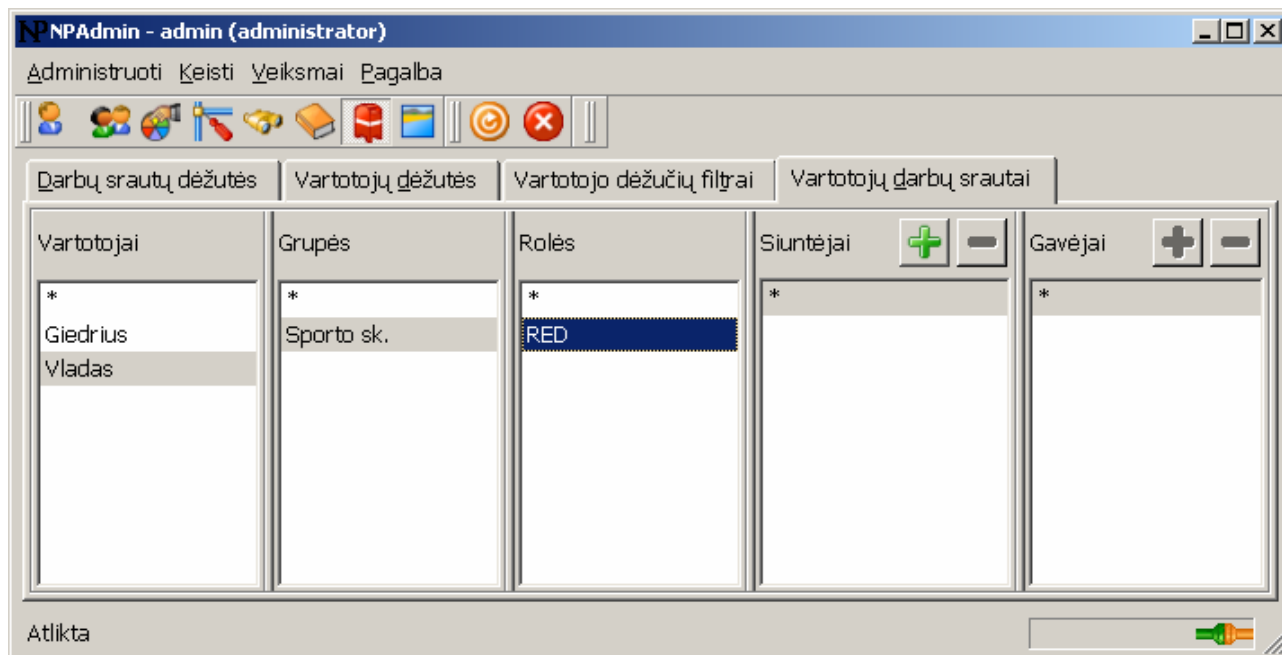 NP NPAdmin - admin (administrator)
Administruoti Keisti Veiksmai Pagalba
Darbų srautų dėžutės Vartotojų dėžutės Vartotojo dėžučių filtrai Vartotojų darbų srautai
Vartotojai Grupės Rolės Siuntėjai Gavėjai
* * * * *
Giedrius Sporto sk. RED
Vladas
Atlikta